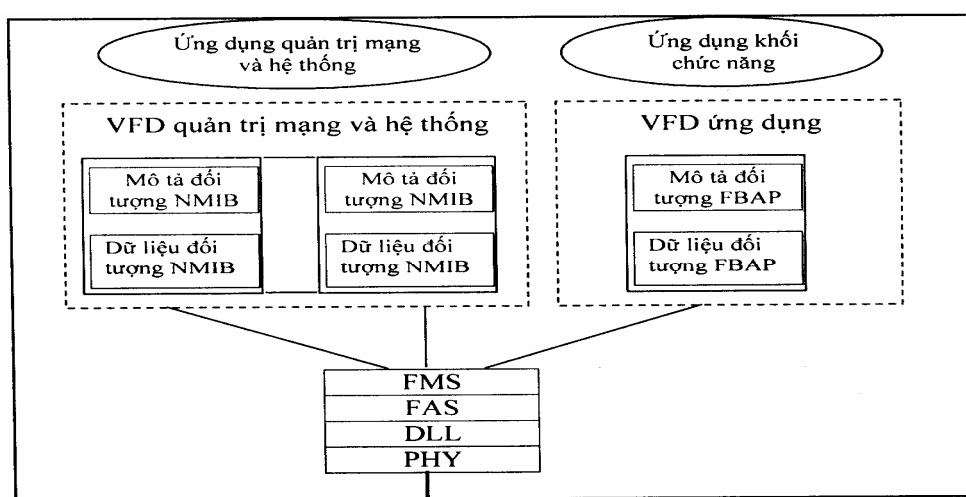 Ứng dụng quản trị mạng
và hệ thống
Ứng dụng khối
chức năng
VFD quản trị mạng và hệ thống
VFD ứng dụng
Mô tả đối
tượng NMIB
Mô tả đối
tượng NMIB
Mô tả đối
tượng FBAP
Dữ liệu đối
tượng NMIB
Dữ liệu đối
tượng NMIB
Dữ liệu đối
tượng FBAP
FMS
FAS
DLL
PHY